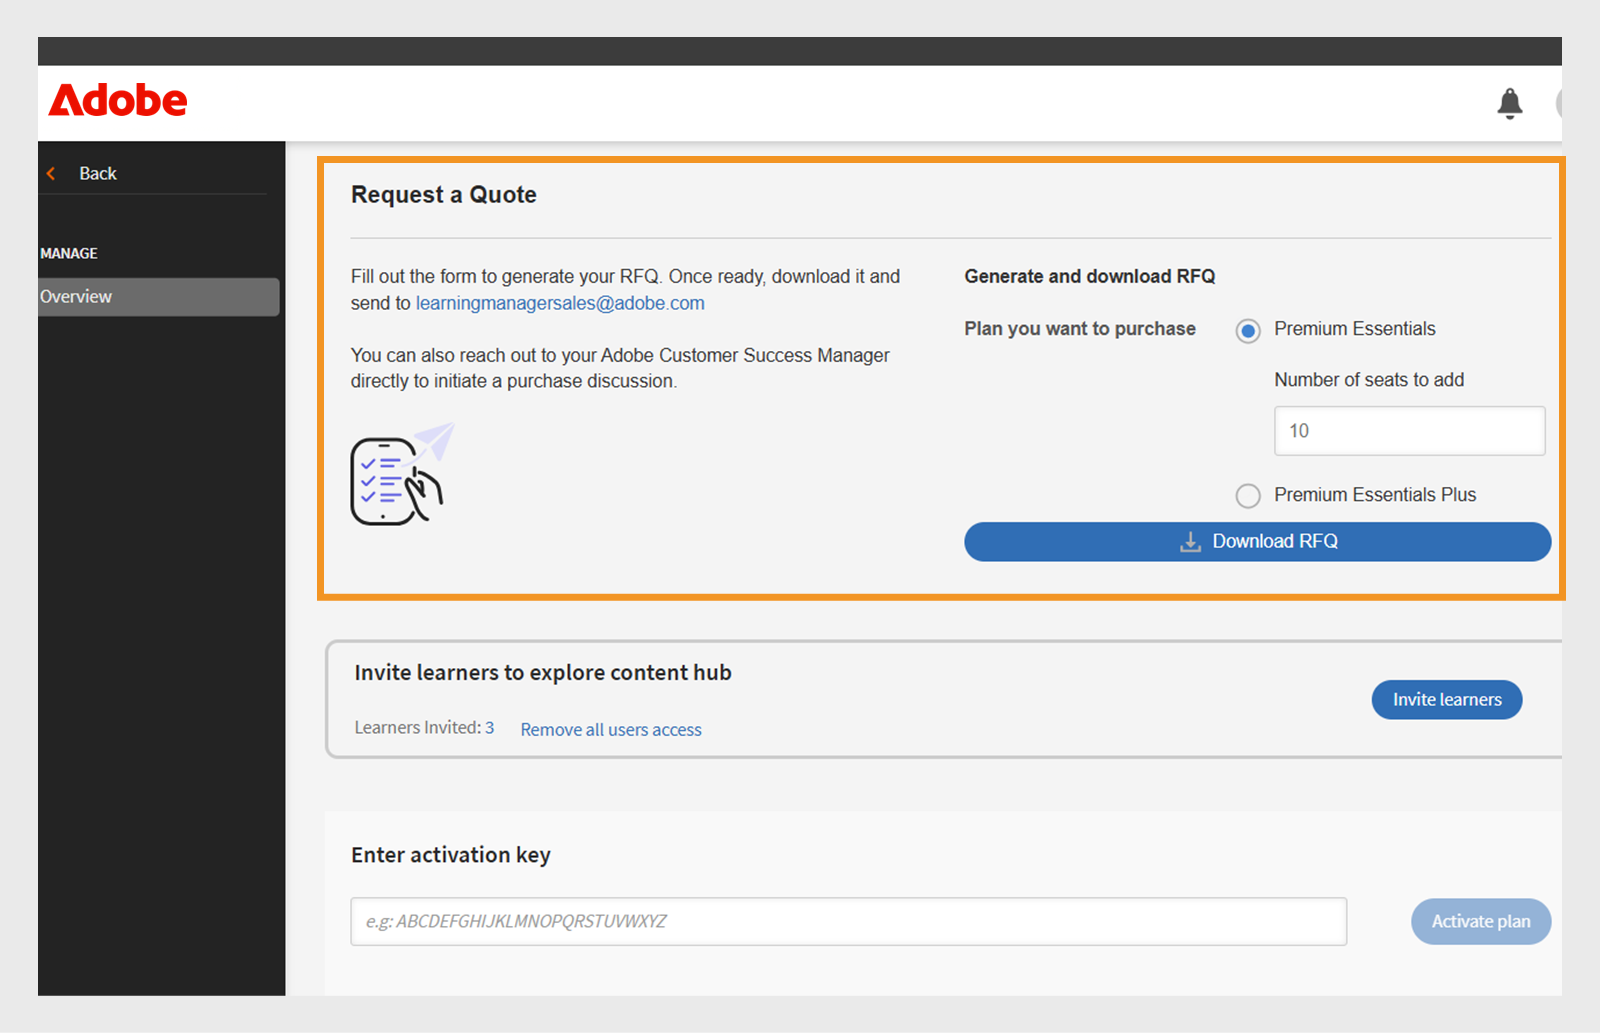 Adobe
Back
MANAGE
Overview
Request a Quote
Fill out the form to generate your RFQ. Once ready, download it and
send to learningmanagersales@adobe.com
You can also reach out to your Adobe Customer Success Manager
directly to initiate a purchase discussion.
Generate and download RFQ
Plan you want to purchase
Premium Essentials
Number of seats to add
10
Premium Essentials Plus
Download RFQ
Invite learners to explore content hub
Learners Invited: 3 Remove all users access
Invite learners
Enter activation key
e.g: ABCDEFGHIJKLMNOPQRSTUVWXYZ
Activate plan